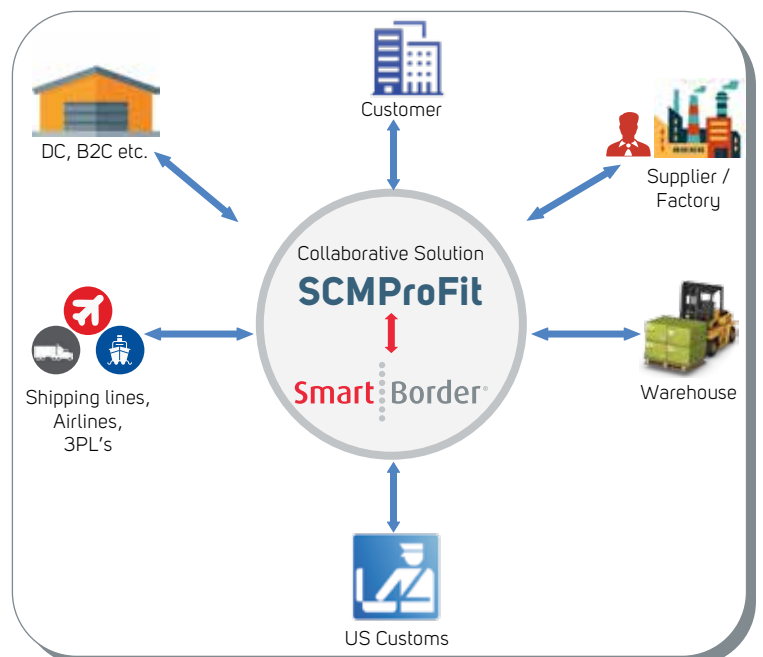 Customer
DC, B2C etc.
Supplier /
Factory
Collaborative Solution
SCMProFit
Smart Border
Shipping lines,
Airlines,
3PL's
Warehouse
US Customs